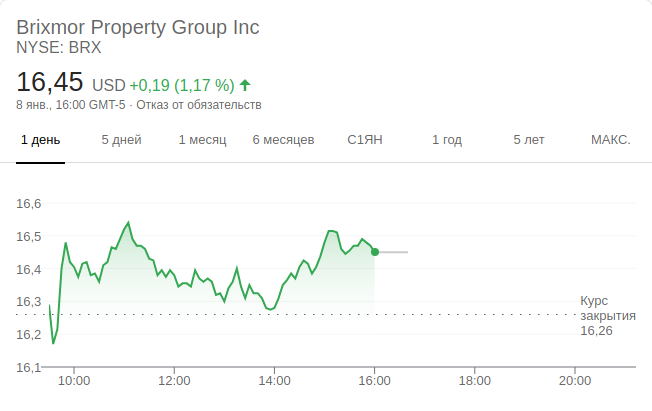 Brixmor Property Group Inc
NYSE: BRX
16,45 USD +0,19 (1,17 %)
8 янв., 16:00 GMT-5 · Отказ от обязательств
1 день 5 дней 1 месяц 6 месяцев С1ЯН 1 год 5 лет МАКС.
16,6
16,5
16,4
16,3
16,2
16,1
Курс
закрытия
16,26
10:00 12:00 14:00 16:00 18:00 20:00